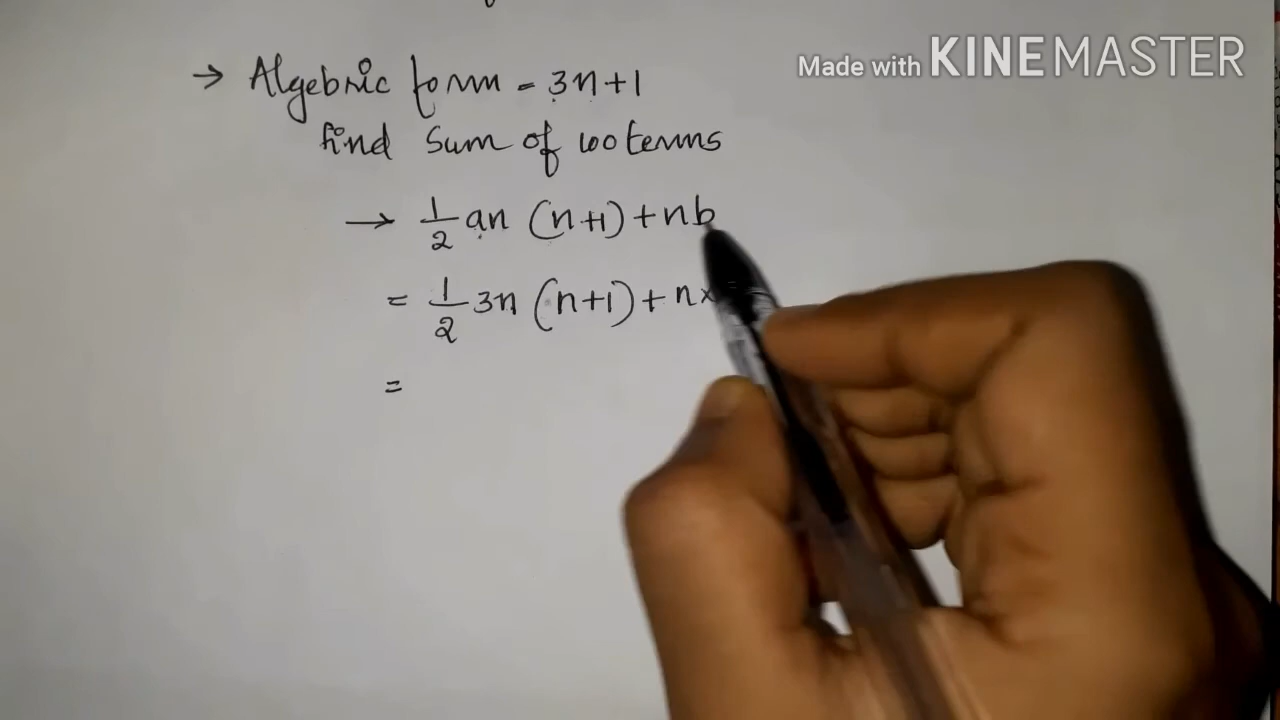 Made with KINEMASTER
→ Algebric form = 3n+1
find Sum of 100 terms
→ 1/2 an (n+1) + nb
= 1/2 3n (n+1) + n×
=